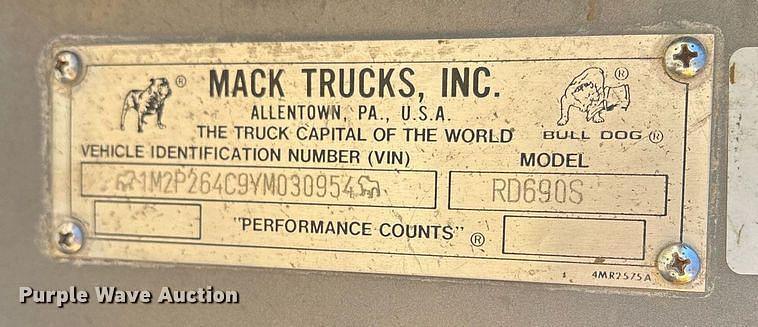 MACK TRUCKS, INC.
ALLENTOWN, PA., U.S.A.
THE TRUCK CAPITAL OF THE WORLD
®
®
BULL DOG ®
VEHICLE IDENTIFICATION NUMBER (VIN)
MODEL
1M2P264C9YM030954
RD690S
"PERFORMANCE COUNTS" ®
4MR2575A
Purple Wave Auction